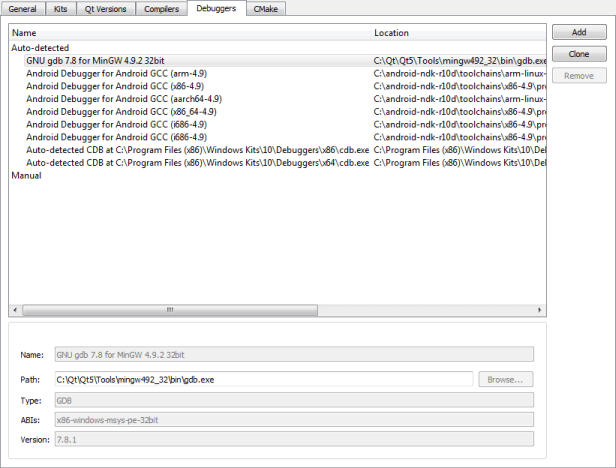 General Kits Qt Versions Compilers Debuggers CMake
Name Location
Add
Auto-detected
Clone
GNU gdb 7.8 for MinGW 4.9.2 32bit C:\Qt\Qt5\Tools\mingw492_32\bin\gdb.exe
Android Debugger for Android GCC (arm-4.9) C:\android-ndk-r10d\toolchains\arm-linux-
Remove
Android Debugger for Android GCC (x86-4.9) C:\android-ndk-r10d\toolchains\x86-4.9\pre
Android Debugger for Android GCC (aarch64-4.9) C:\android-ndk-r10d\toolchains\arm-linux-
Android Debugger for Android GCC (x86_64-4.9) C:\android-ndk-r10d\toolchains\x86-4.9\pro
Android Debugger for Android GCC (i686-4.9) C:\android-ndk-r10d\toolchains\x86-4.9\pro
Android Debugger for Android GCC (i686-4.9) C:\android-ndk-r10d\toolchains\x86-4.9\pro
Auto-detected CDB at C:\Program Files (x86)\Windows Kits\10\Debuggers\x86\cdb.exe C:\Program Files (x86)\Windows Kits\10\Del
Auto-detected CDB at C:\Program Files (x86)\Windows Kits\10\Debuggers\x64\cdb.exe C:\Program Files (x86)\Windows Kits\10\Del
Manual
Name: GNU gdb 7.8 for MinGW 4.9.2 32bit
Path: C:\Qt\Qt5\Tools\mingw492_32\bin\gdb.exe Browse...
Type: GDB
ABIs: x86-windows-msys-pe-32bit
Version: 7.8.1